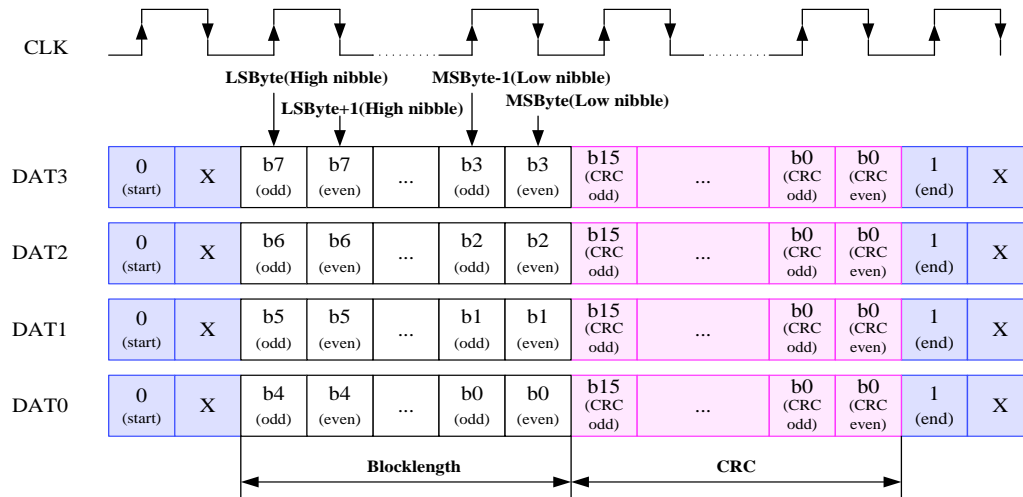 CLK
LSByte(High nibble) MSByte-1(Low nibble)
LSByte+1(High nibble) MSByte(Low nibble)
DAT3 0 (start) X b7 (odd) b7 (even) ... b3 (odd) b3 (even) b15 (CRC odd) ... b0 (CRC odd) b0 (CRC even) 1 (end) X
DAT2 0 (start) X b6 (odd) b6 (even) ... b2 (odd) b2 (even) b15 (CRC odd) ... b0 (CRC odd) b0 (CRC even) 1 (end) X
DAT1 0 (start) X b5 (odd) b5 (even) ... b1 (odd) b1 (even) b15 (CRC odd) ... b0 (CRC odd) b0 (CRC even) 1 (end) X
DAT0 0 (start) X b4 (odd) b4 (even) ... b0 (odd) b0 (even) b15 (CRC odd) ... b0 (CRC odd) b0 (CRC even) 1 (end) X
Blocklength CRC